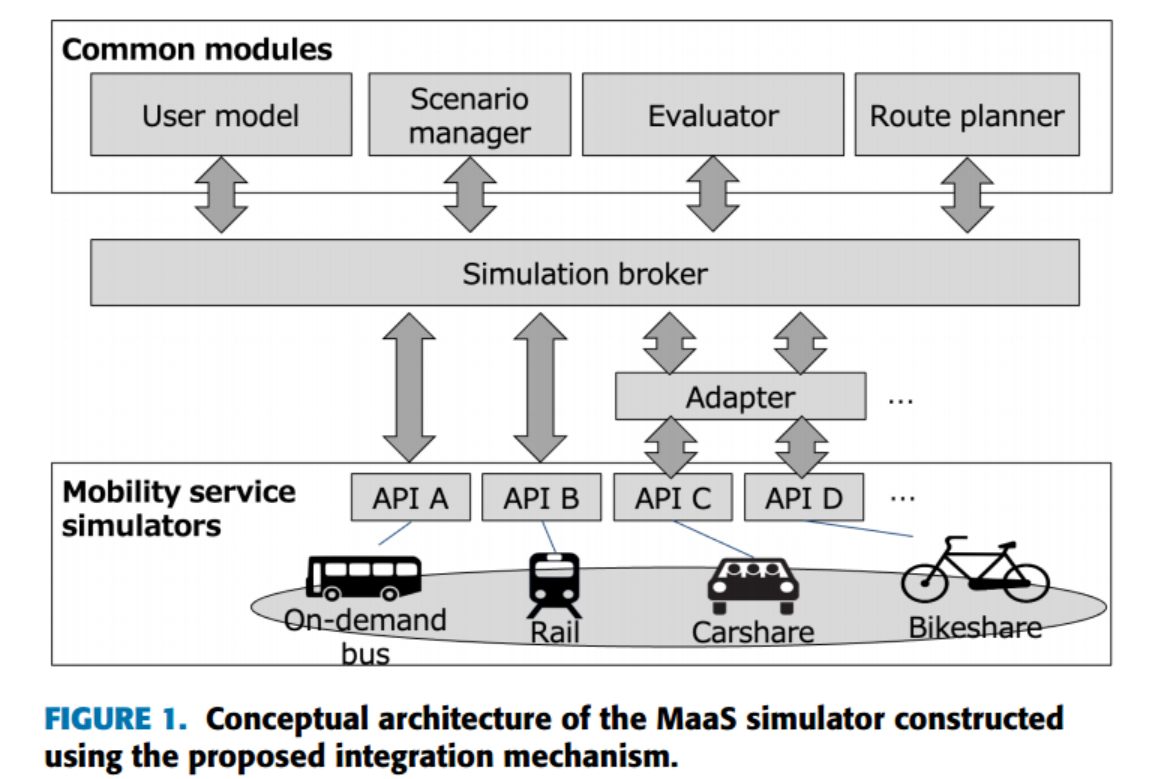 Common modules
User model
Scenario
manager
Evaluator
Route planner
Simulation broker
Adapter
...
Mobility service
simulators
API A
API B
API C
API D
...
On-demand
bus
Rail
Carshare
Bikeshare
FIGURE 1. Conceptual architecture of the MaaS simulator constructed
using the proposed integration mechanism.